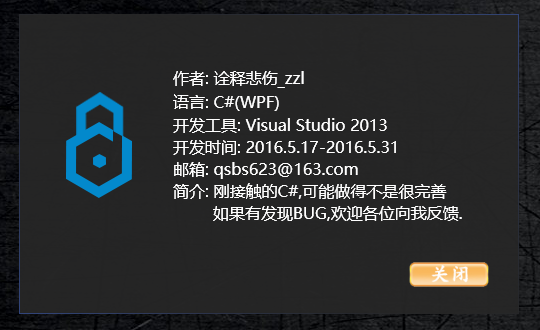 作者: 诠释悲伤_zzl
语言: C#(WPF)
开发工具: Visual Studio 2013
开发时间: 2016.5.17-2016.5.31
邮箱: qsbs623@163.com
简介: 刚接触的C#,可能做得不是很完善
如果有发现BUG,欢迎各位向我反馈.
关闭